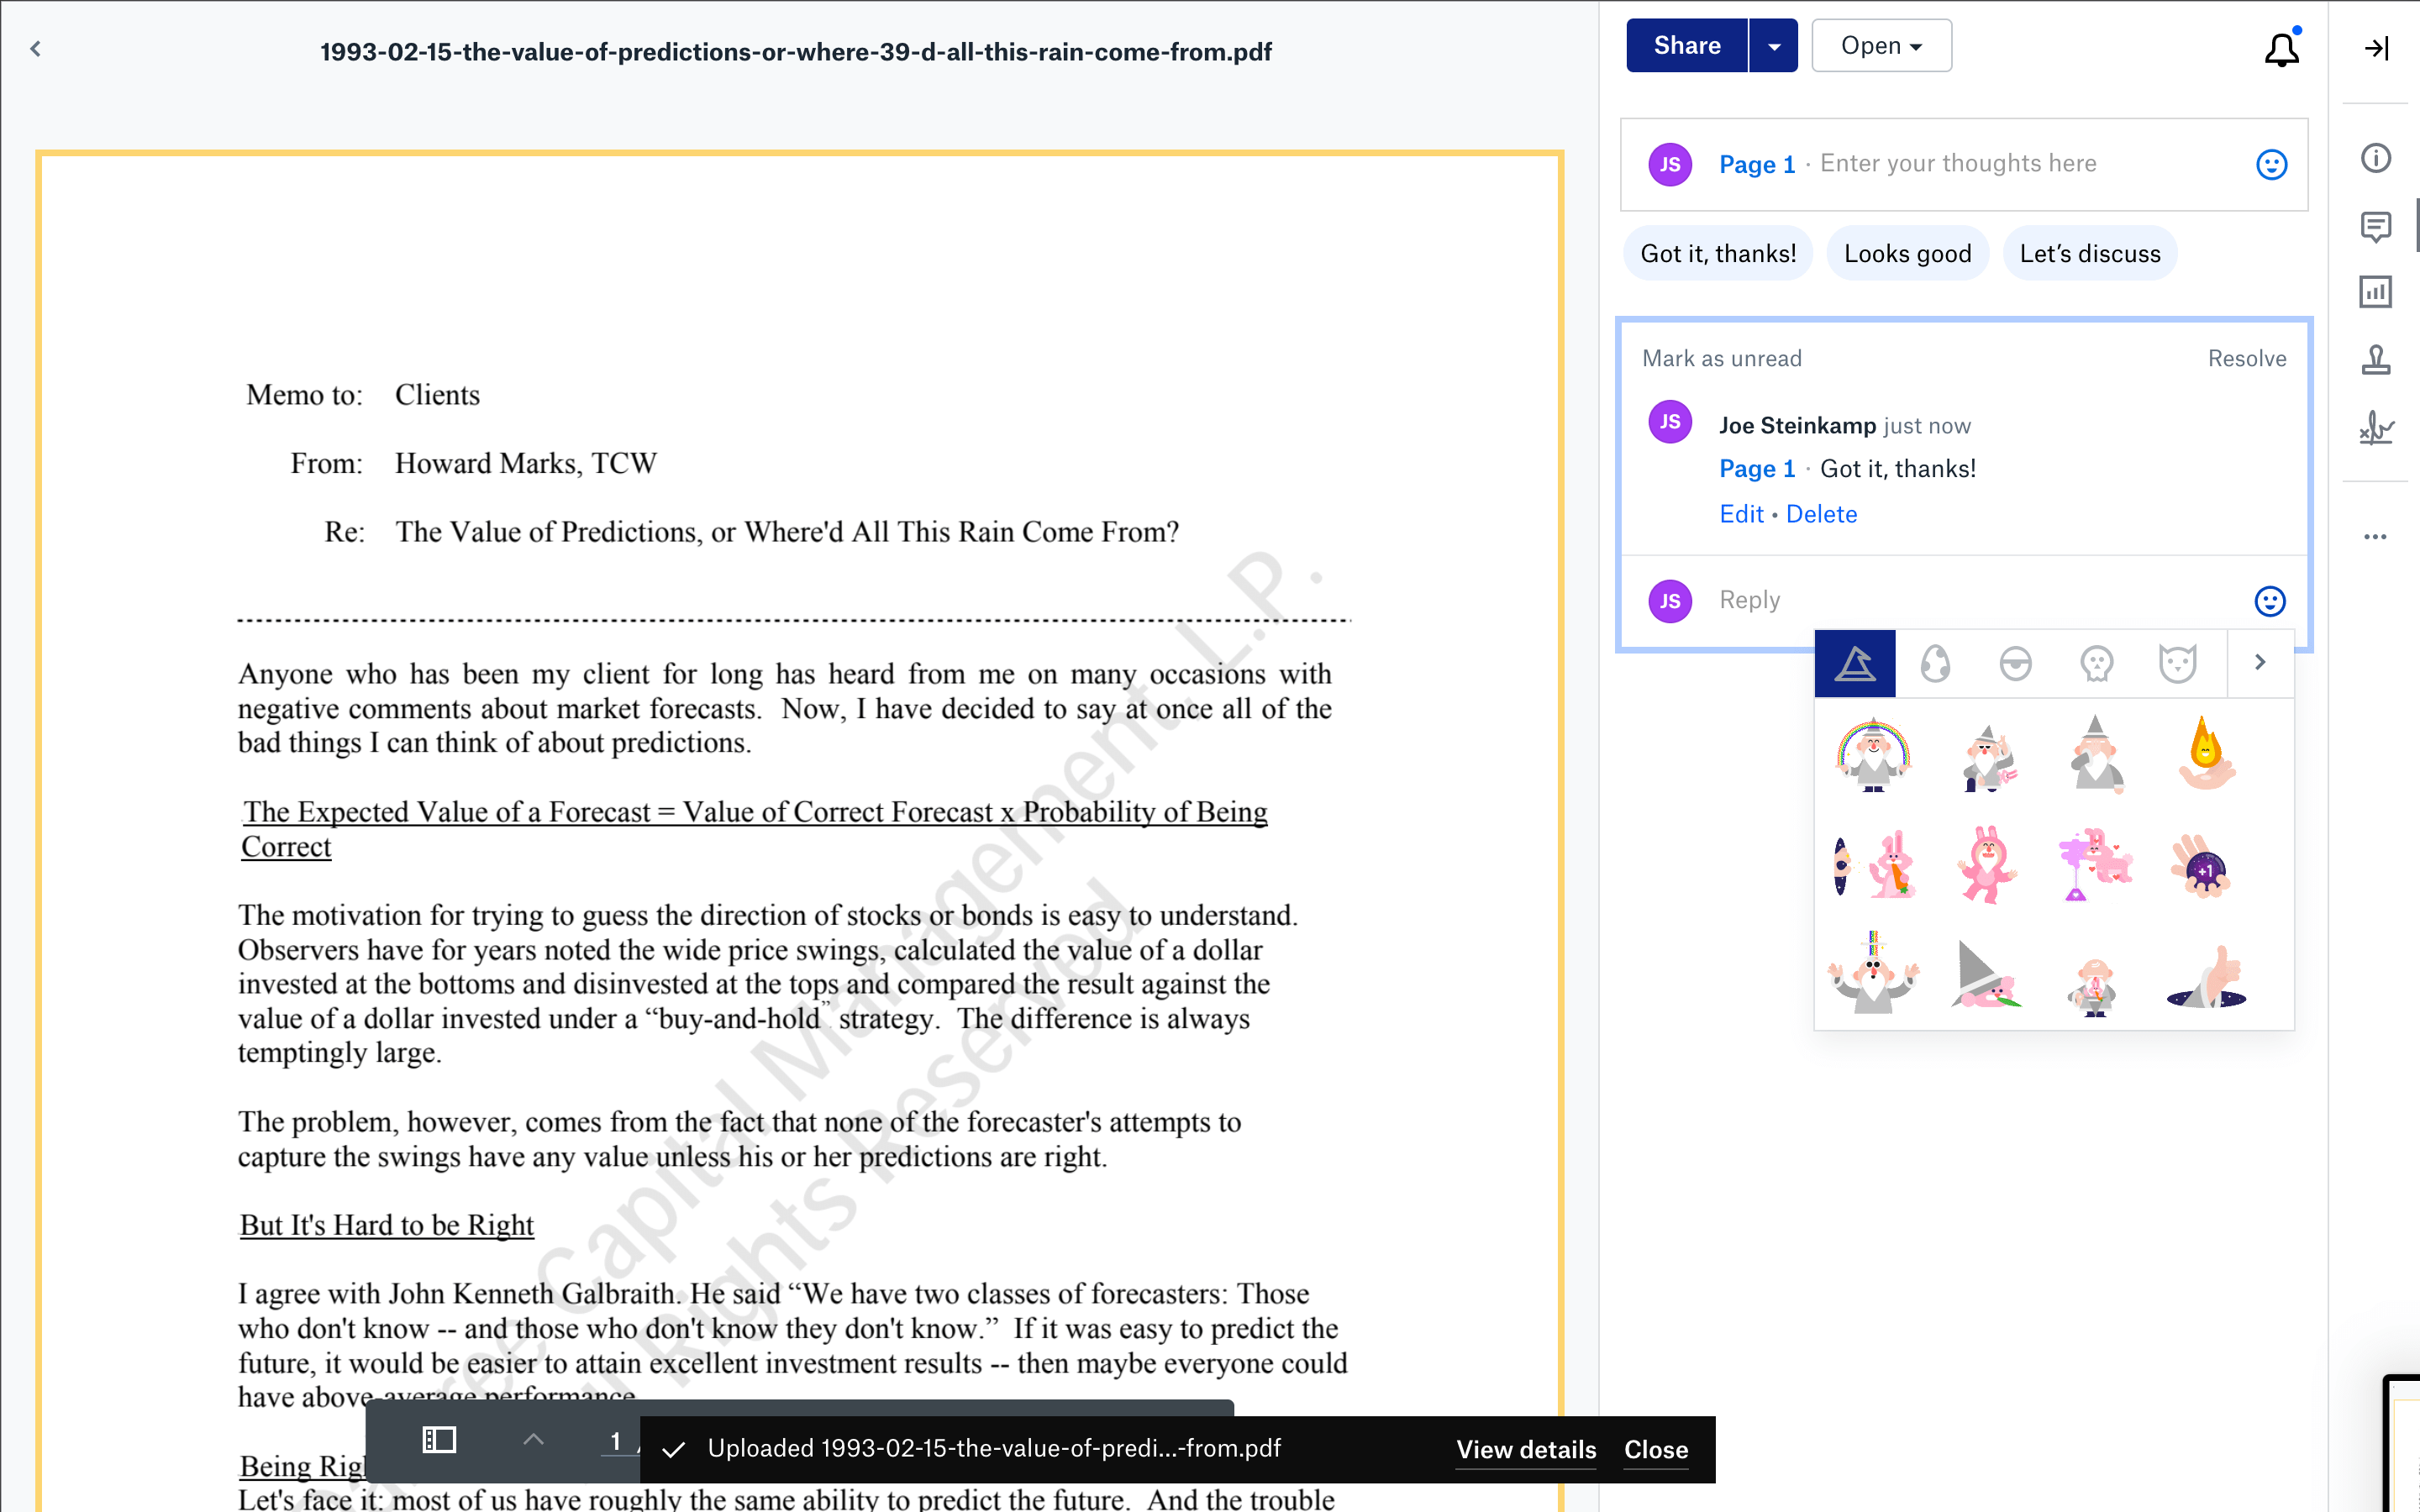 1993-02-15-the-value-of-predictions-or-where-39-d-all-this-rain-come-from.pdf
Memo to: Clients
From: Howard Marks, TCW
Re: The Value of Predictions, or Where'd All This Rain Come From?
Anyone who has been my client for long has heard from me on many occasions with
negative comments about market forecasts. Now, I have decided to say at once all of the
bad things I can think of about predictions.
The Expected Value of a Forecast = Value of Correct Forecast x Probability of Being
Correct
The motivation for trying to guess the direction of stocks or bonds is easy to understand.
Observers have for years noted the wide price swings, calculated the value of a dollar
invested at the bottoms and disinvested at the tops and compared the result against the
value of a dollar invested under a “buy-and-hold” strategy. The difference is always
temptingly large.
The problem, however, comes from the fact that none of the forecaster's attempts to
capture the swings have any value unless his or her predictions are right.
But It's Hard to be Right
I agree with John Kenneth Galbraith. He said “We have two classes of forecasters: Those
who don't know -- and those who don't know they don't know.” If it was easy to predict the
future, it would be easier to attain excellent investment results -- then maybe everyone could
have above-average performance.
Being Rig
Let's face it: most of us have roughly the same ability to predict the future. And the trouble
Capital Management, L.P.
Rights Reserved
1
Uploaded 1993-02-15-the-value-of-predi...-from.pdf
View details Close
Share
Open
JS Page 1 · Enter your thoughts here
Got it, thanks! Looks good Let’s discuss
Mark as unread Resolve
JS Joe Steinkamp just now
Page 1 · Got it, thanks!
Edit • Delete
JS Reply
+1